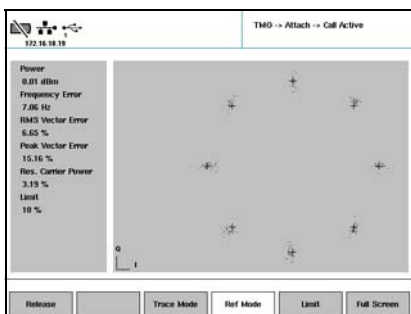 1
172.16.18.19
TMO -> Attach -> Call Active
Power
0.01 dBm
Frequency Error
7.06 Hz
RMS Vector Error
6.65 %
Peak Vector Error
15.16 %
Res. Carrier Power
3.19 %
Limit
10 %
Q
I
Release
Trace Mode
Ref Mode
Limit
Full Screen